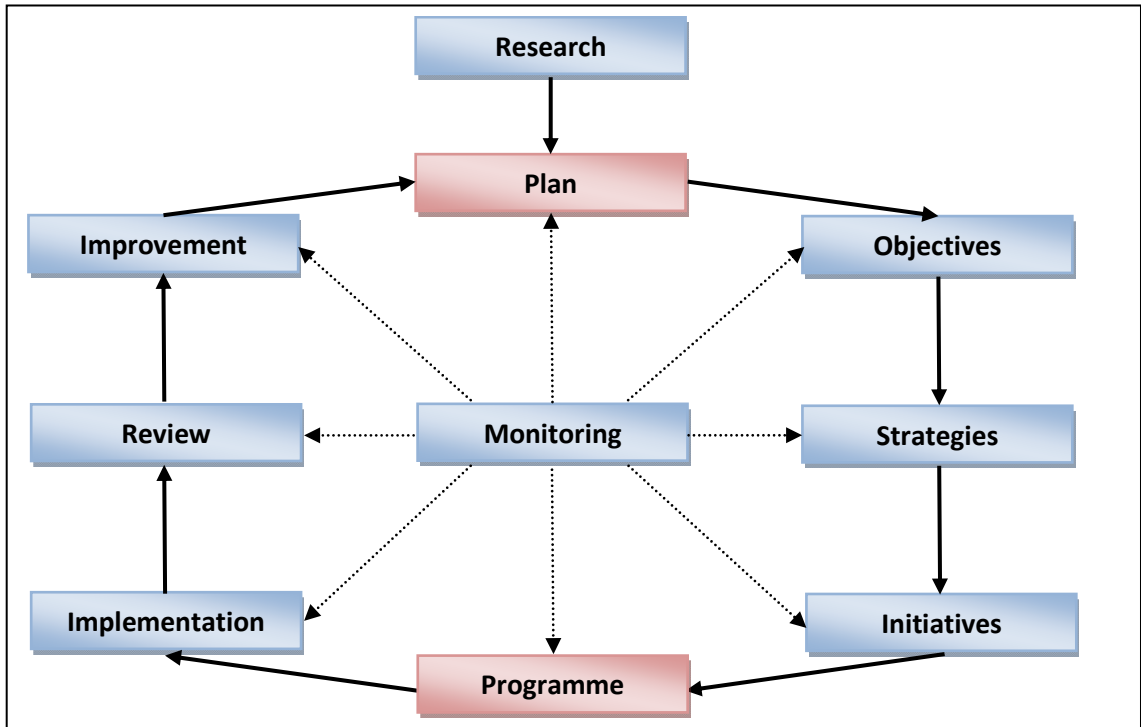 Research
Plan
Improvement
Objectives
Review
Monitoring
Strategies
Implementation
Initiatives
Programme